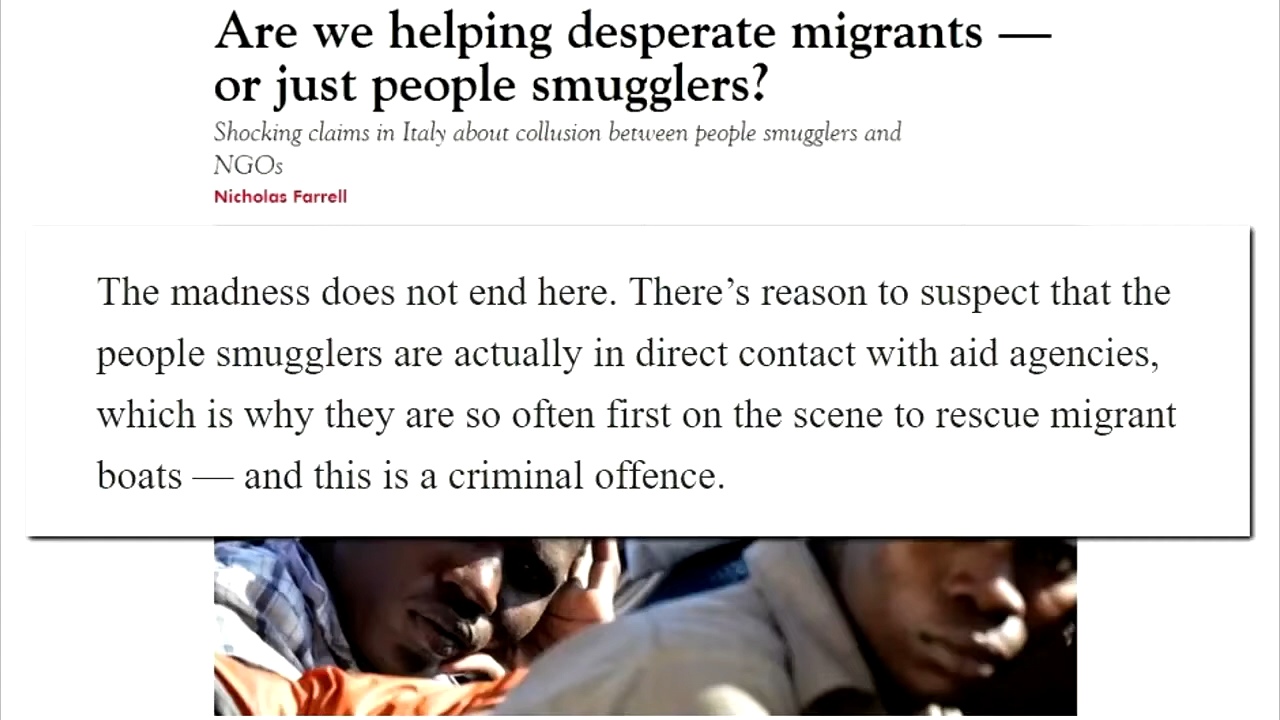 Are we helping desperate migrants —
or just people smugglers?
Shocking claims in Italy about collusion between people smugglers and
NGOs
Nicholas Farrell
The madness does not end here. There’s reason to suspect that the
people smugglers are actually in direct contact with aid agencies,
which is why they are so often first on the scene to rescue migrant
boats — and this is a criminal offence.